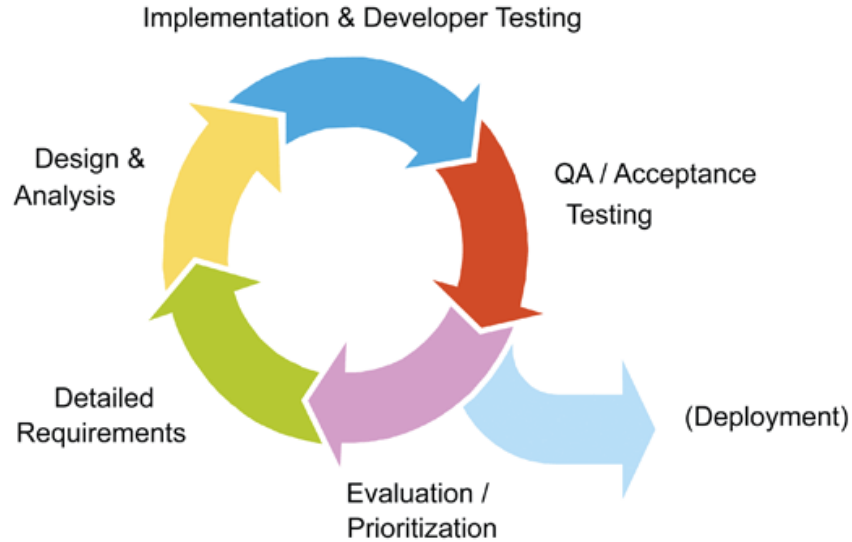 Implementation & Developer Testing
Design &
Analysis
QA / Acceptance
Testing
Detailed
Requirements
(Deployment)
Evaluation /
Prioritization